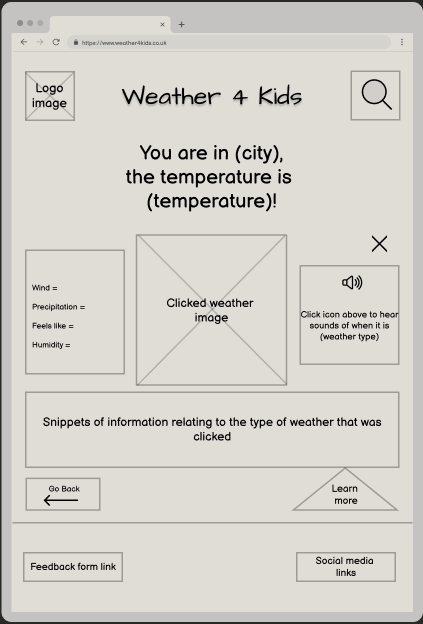 https://www.weather4kids.co.uk
Logo
image
Weather 4 Kids
You are in (city),
the temperature is
(temperature)!
Wind =
Precipitation =
Feels like =
Humidity =
Clicked weather
image
Click icon above to hear
sounds of when it is
(weather type)
Snippets of information relating to the type of weather that was
clicked
Go Back
Learn
more
Feedback form link
Social media
links